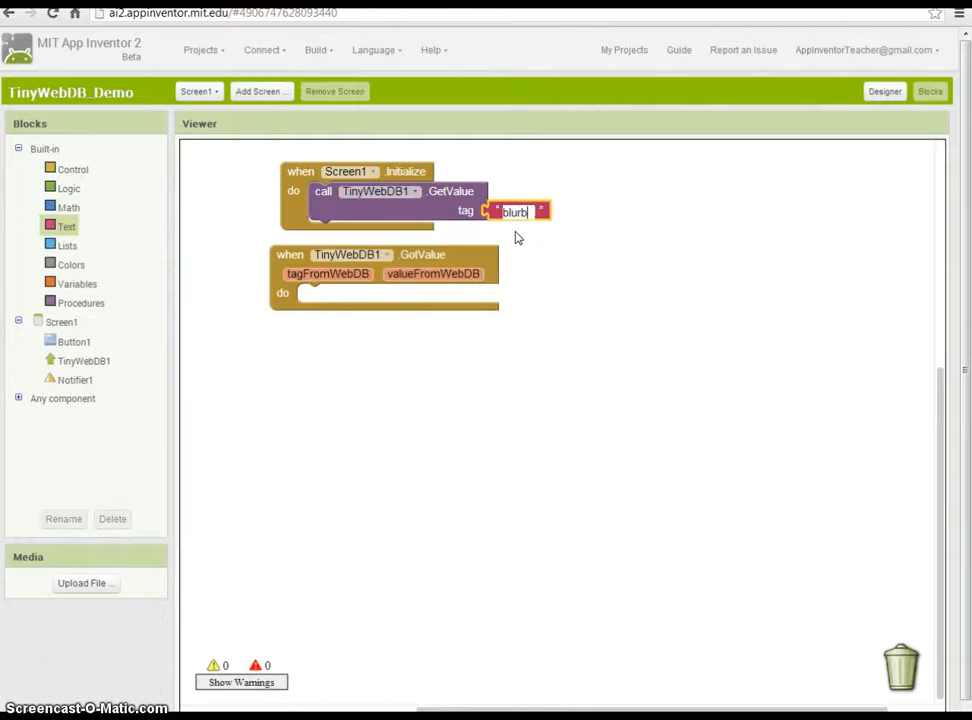 ai2.appinventor.mit.edu/#4906747628093440
MIT App Inventor 2
Beta
Projects
Connect
Build
Language
Help
My Projects
Guide
Report an Issue
AppInventorTeacher@gmail.com
TinyWebDB_Demo
Screen1
Add Screen ...
Remove Screen
Designer
Blocks
Blocks
Viewer
Built-in
Control
Logic
Math
Text
Lists
Colors
Variables
Procedures
Screen1
Button1
TinyWebDB1
Notifier1
Any component
Rename
Delete
Media
Upload File ...
when Screen1 .Initialize
do call TinyWebDB1 .GetValue
tag " blurb "
when TinyWebDB1 .GotValue
tagFromWebDB valueFromWebDB
do
0 0
Show Warnings
Screencast-O-Matic.com